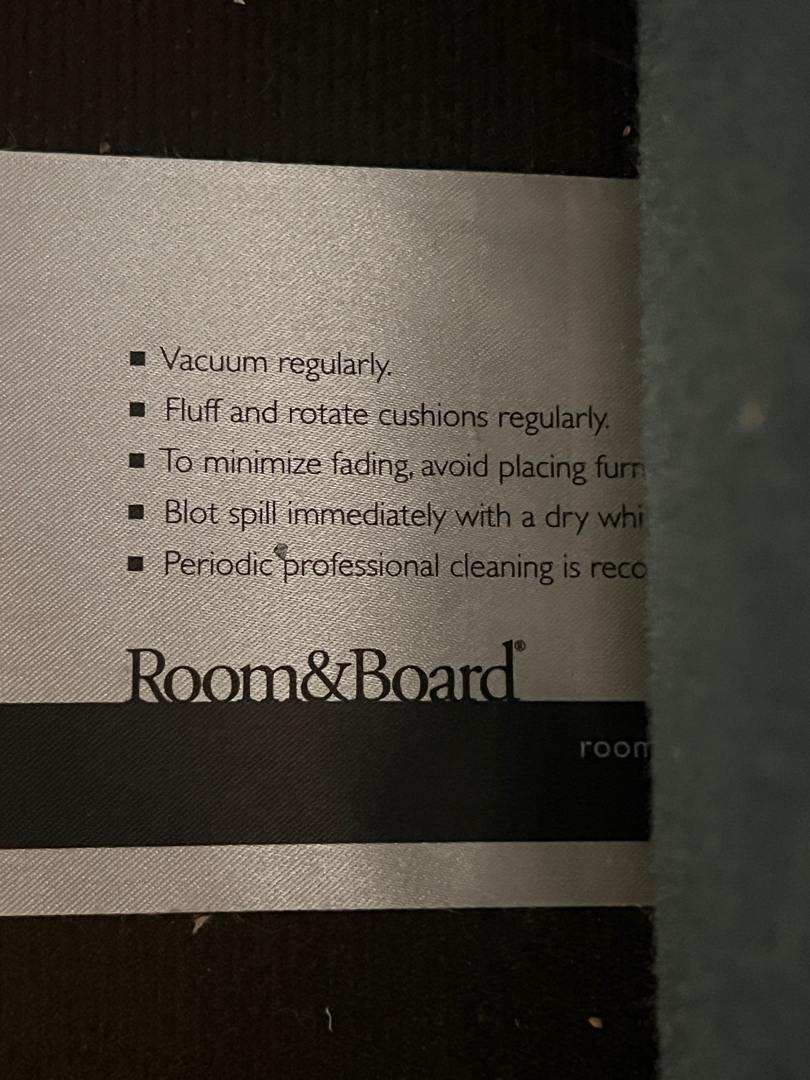 ▪ Vacuum regularly.
▪ Fluff and rotate cushions regularly.
▪ To minimize fading, avoid placing furn
▪ Blot spill immediately with a dry whi
▪ Periodic professional cleaning is reco
Room&Board®
room